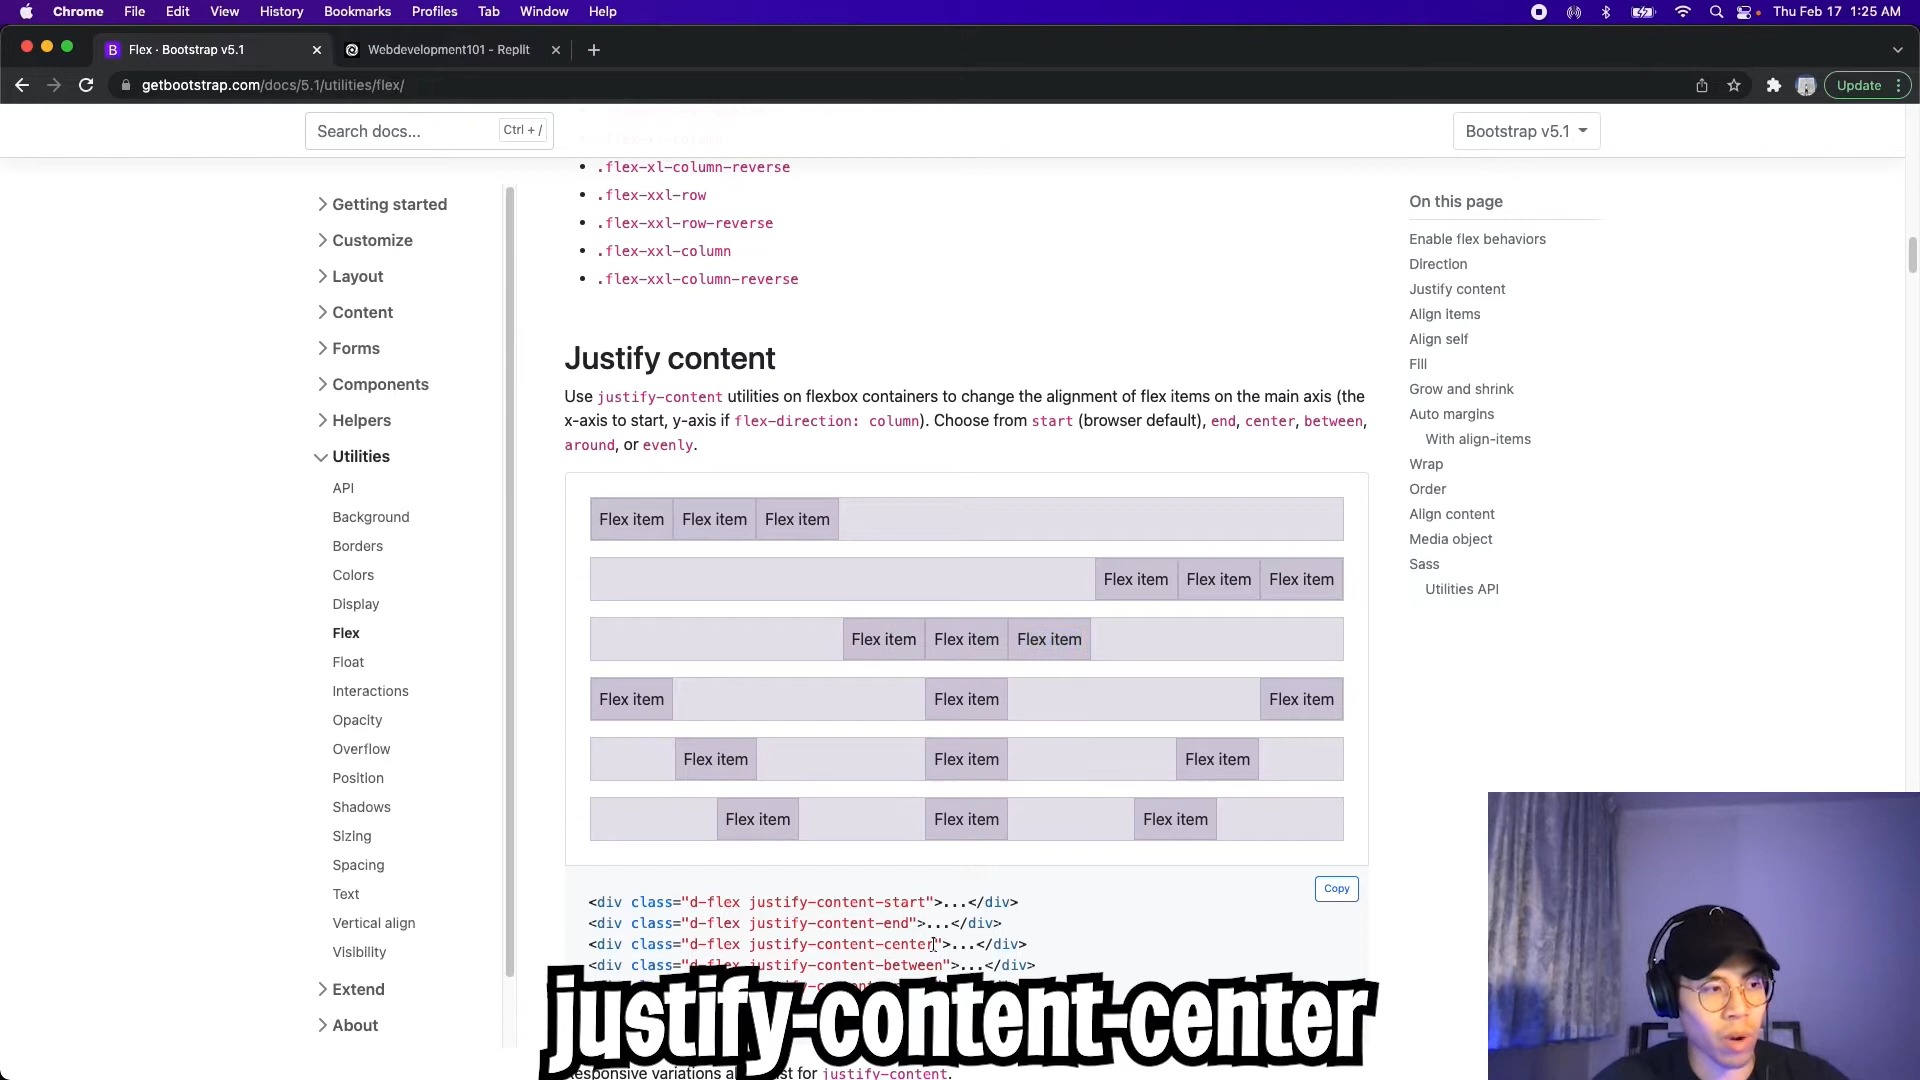 Chrome File Edit View History Bookmarks Profiles Tab Window Help Thu Feb 17 1:25 AM
Flex · Bootstrap v5.1 Webdevelopment101 - Replit
getbootstrap.com/docs/5.1/utilities/flex/ Update
Search docs... Ctrl + / Bootstrap v5.1
.flex-xl-column-reverse
.flex-xxl-row
.flex-xxl-row-reverse
.flex-xxl-column
.flex-xxl-column-reverse
Getting started
Customize
Layout
Content
Forms
Components
Helpers
Utilities
API
Background
Borders
Colors
Display
Flex
Float
Interactions
Opacity
Overflow
Position
Shadows
Sizing
Spacing
Text
Vertical align
Visibility
Extend
About
Justify content
Use justify-content utilities on flexbox containers to change the alignment of flex items on the main axis (the
x-axis to start, y-axis if flex-direction: column). Choose from start (browser default), end, center, between,
around, or evenly.
Flex item Flex item Flex item
Flex item Flex item Flex item
Flex item Flex item Flex item
Flex item Flex item Flex item
Flex item Flex item Flex item
Flex item Flex item Flex item
Copy
<div class="d-flex justify-content-start">...</div>
<div class="d-flex justify-content-end">...</div>
<div class="d-flex justify-content-center">...</div>
<div class="d-flex justify-content-between">...</div>
justify-content-center
for justify-content.
On this page
Enable flex behaviors
Direction
Justify content
Align items
Align self
Fill
Grow and shrink
Auto margins
With align-items
Wrap
Order
Align content
Media object
Sass
Utilities API